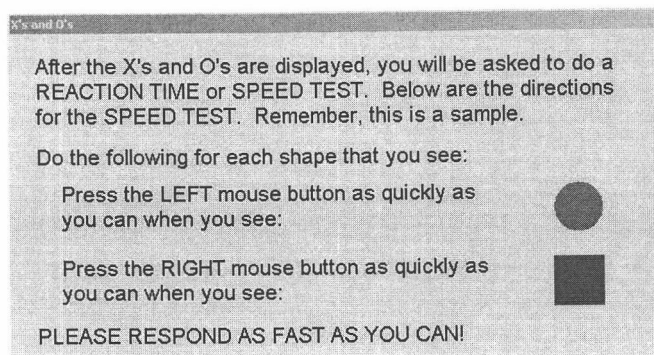 X's and O's
After the X's and O's are displayed, you will be asked to do a
REACTION TIME or SPEED TEST.  Below are the directions
for the SPEED TEST.  Remember, this is a sample.
Do the following for each shape that you see:
Press the LEFT mouse button as quickly as
you can when you see:
Press the RIGHT mouse button as quickly as
you can when you see:
PLEASE RESPOND AS FAST AS YOU CAN!